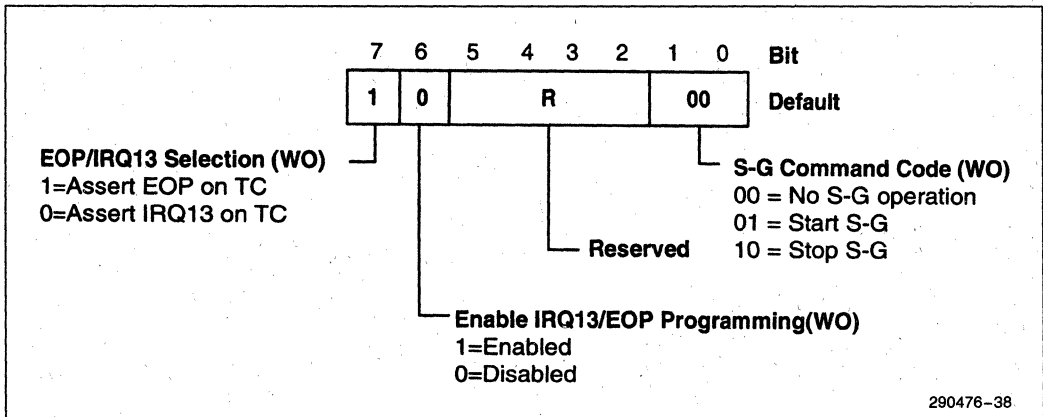 7 6 5 4 3 2 1 0 Bit
1 0 R 00 Default
EOP/IRQ13 Selection (WO)
1=Assert EOP on TC
0=Assert IRQ13 on TC
S-G Command Code (WO)
00 = No S-G operation
01 = Start S-G
10 = Stop S-G
Reserved
Enable IRQ13/EOP Programming(WO)
1=Enabled
0=Disabled
290476–38